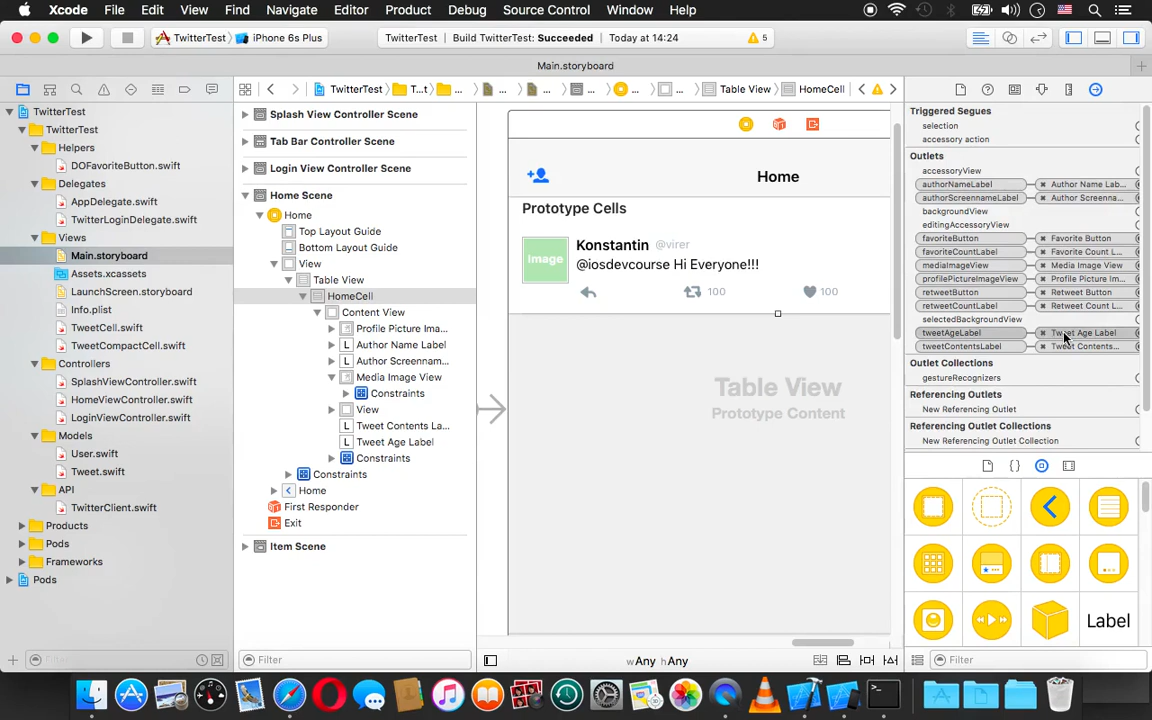 Xcode File Edit View Find Navigate Editor Product Debug Source Control Window Help
TwitterTest iPhone 6s Plus TwitterTest Build TwitterTest: Succeeded Today at 14:24 5
Main.storyboard
TwitterTest T...t Table View HomeCell
TwitterTest
TwitterTest
Helpers
DOFavoriteButton.swift
Delegates
AppDelegate.swift
TwitterLoginDelegate.swift
Views
Main.storyboard
Assets.xcassets
LaunchScreen.storyboard
Info.plist
TweetCell.swift
TweetCompactCell.swift
Controllers
SplashViewController.swift
HomeViewController.swift
LoginViewController.swift
Models
User.swift
Tweet.swift
API
TwitterClient.swift
Products
Pods
Frameworks
Pods
Splash View Controller Scene
Tab Bar Controller Scene
Login View Controller Scene
Home Scene
Home
Top Layout Guide
Bottom Layout Guide
View
Table View
HomeCell
Content View
Profile Picture Ima...
L Author Name Label
L Author Screennam...
Media Image View
Constraints
View
L Tweet Contents La...
L Tweet Age Label
Constraints
Constraints
Home
First Responder
Exit
Item Scene
Filter
Home
Prototype Cells
Image
Konstantin @virer
@iosdevcourse Hi Everyone!!!
100 100
Table View
Prototype Content
wAny hAny
Triggered Segues
selection
accessory action
Outlets
accessoryView
authorNameLabel Author Name Lab...
authorScreennameLabel Author Screenna...
backgroundView
editingAccessoryView
favoriteButton Favorite Button
favoriteCountLabel Favorite Count L...
mediaImageView Media Image View
profilePictureImageView Profile Picture Im...
retweetButton Retweet Button
retweetCountLabel Retweet Count L...
selectedBackgroundView
tweetAgeLabel Tweet Age Label
tweetContentsLabel Tweet Contents...
Outlet Collections
gestureRecognizers
Referencing Outlets
New Referencing Outlet
Referencing Outlet Collections
New Referencing Outlet Collection
Label
Filter